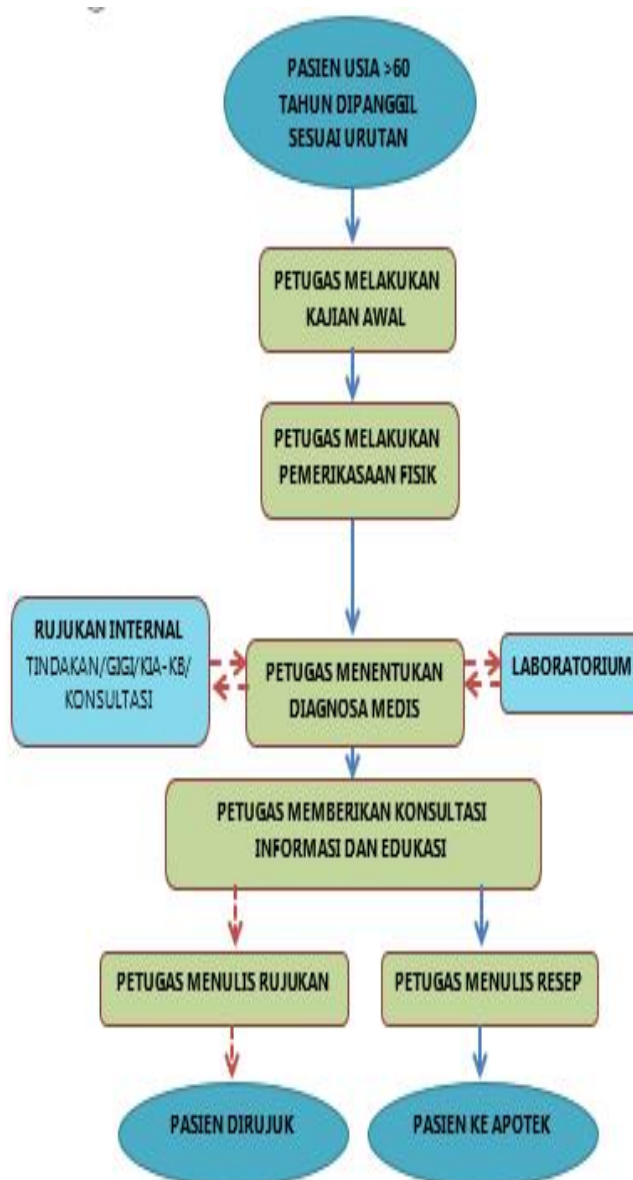 PASIEN USIA >60
TAHUN DIPANGGIL
SESUAI URUTAN
PETUGAS MELAKUKAN
KAJIAN AWAL
PETUGAS MELAKUKAN
PEMERIKASAAN FISIK
RUJUKAN INTERNAL
TINDAKAN/GIGI/KIA-KB/
KONSULTASI
PETUGAS MENENTUKAN
DIAGNOSA MEDIS
LABORATORIUM
PETUGAS MEMBERIKAN KONSULTASI
INFORMASI DAN EDUKASI
PETUGAS MENULIS RUJUKAN
PETUGAS MENULIS RESEP
PASIEN DIRUJUK
PASIEN KE APOTEK